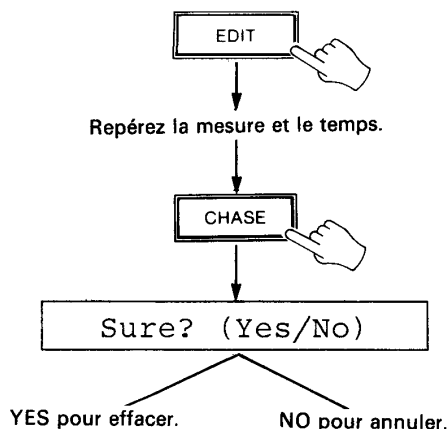 EDIT
Repérez la mesure et le temps.
CHASE
Sure? (Yes/No)
YES pour effacer.
NO pour annuler.